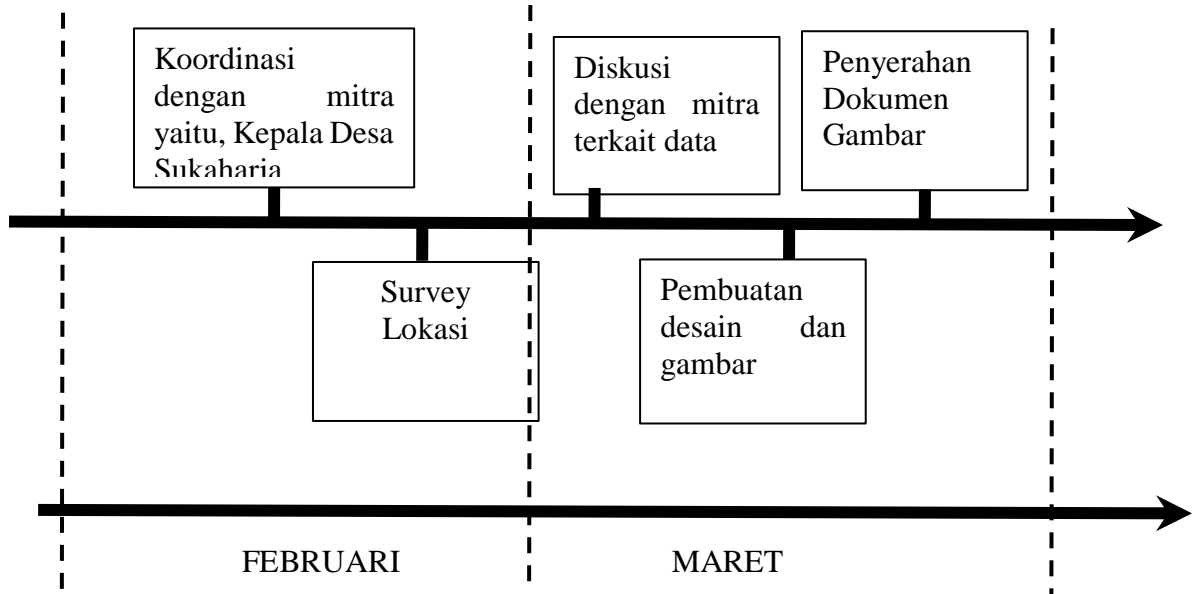 Koordinasi
dengan mitra
yaitu, Kepala Desa
Sukaharja
Diskusi
dengan mitra
terkait data
Penyerahan
Dokumen
Gambar
Survey
Lokasi
Pembuatan
desain dan
gambar
FEBRUARI
MARET